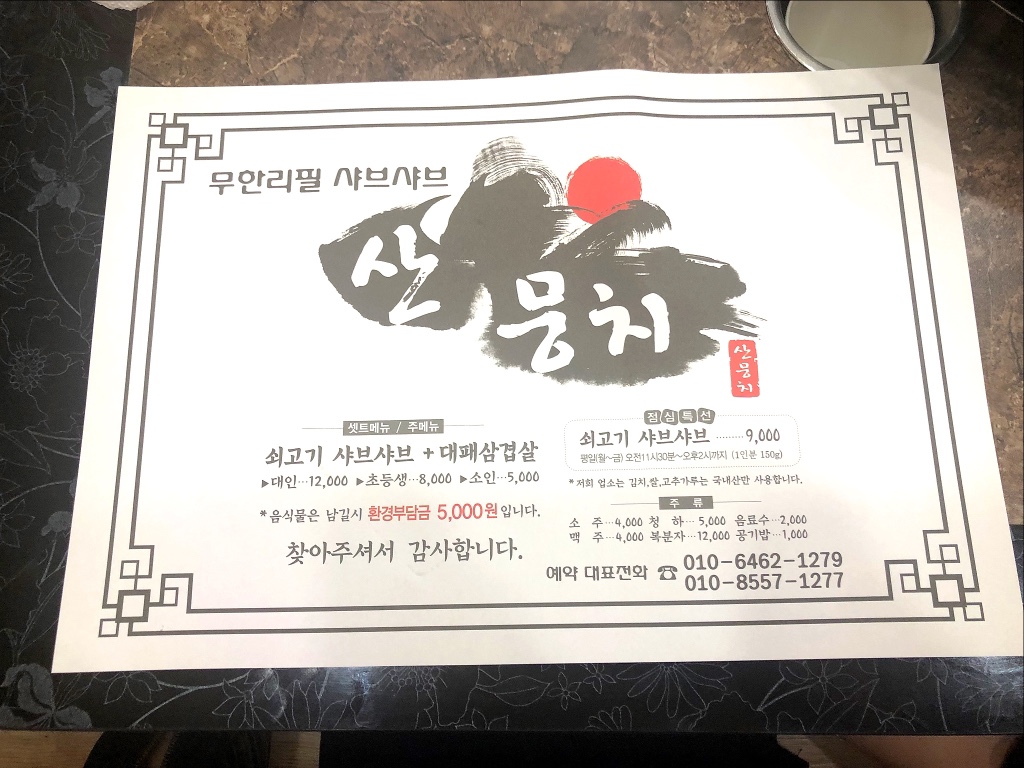 무한리필 샤브샤브
산뭉치
산뭉치
셋트메뉴 / 주메뉴
쇠고기 샤브샤브 + 대패삼겹살
▶대인…12,000 ▶초등생…8,000 ▶소인…5,000
*음식물은 남길시 환경부담금 5,000원입니다.
찾아주셔서 감사합니다.
점심특선
쇠고기 샤브샤브 ………9,000
평일(월~금) 오전11시30분~오후2시까지 (1인분 150g)
*저희 업소는 김치,쌀,고추가루는 국내산만 사용합니다.
주 류
소 주…4,000 청 하…5,000 음료수…2,000
맥 주…4,000 복분자…12,000 공기밥…1,000
예약 대표전화 ☎ 010-6462-1279
010-8557-1277